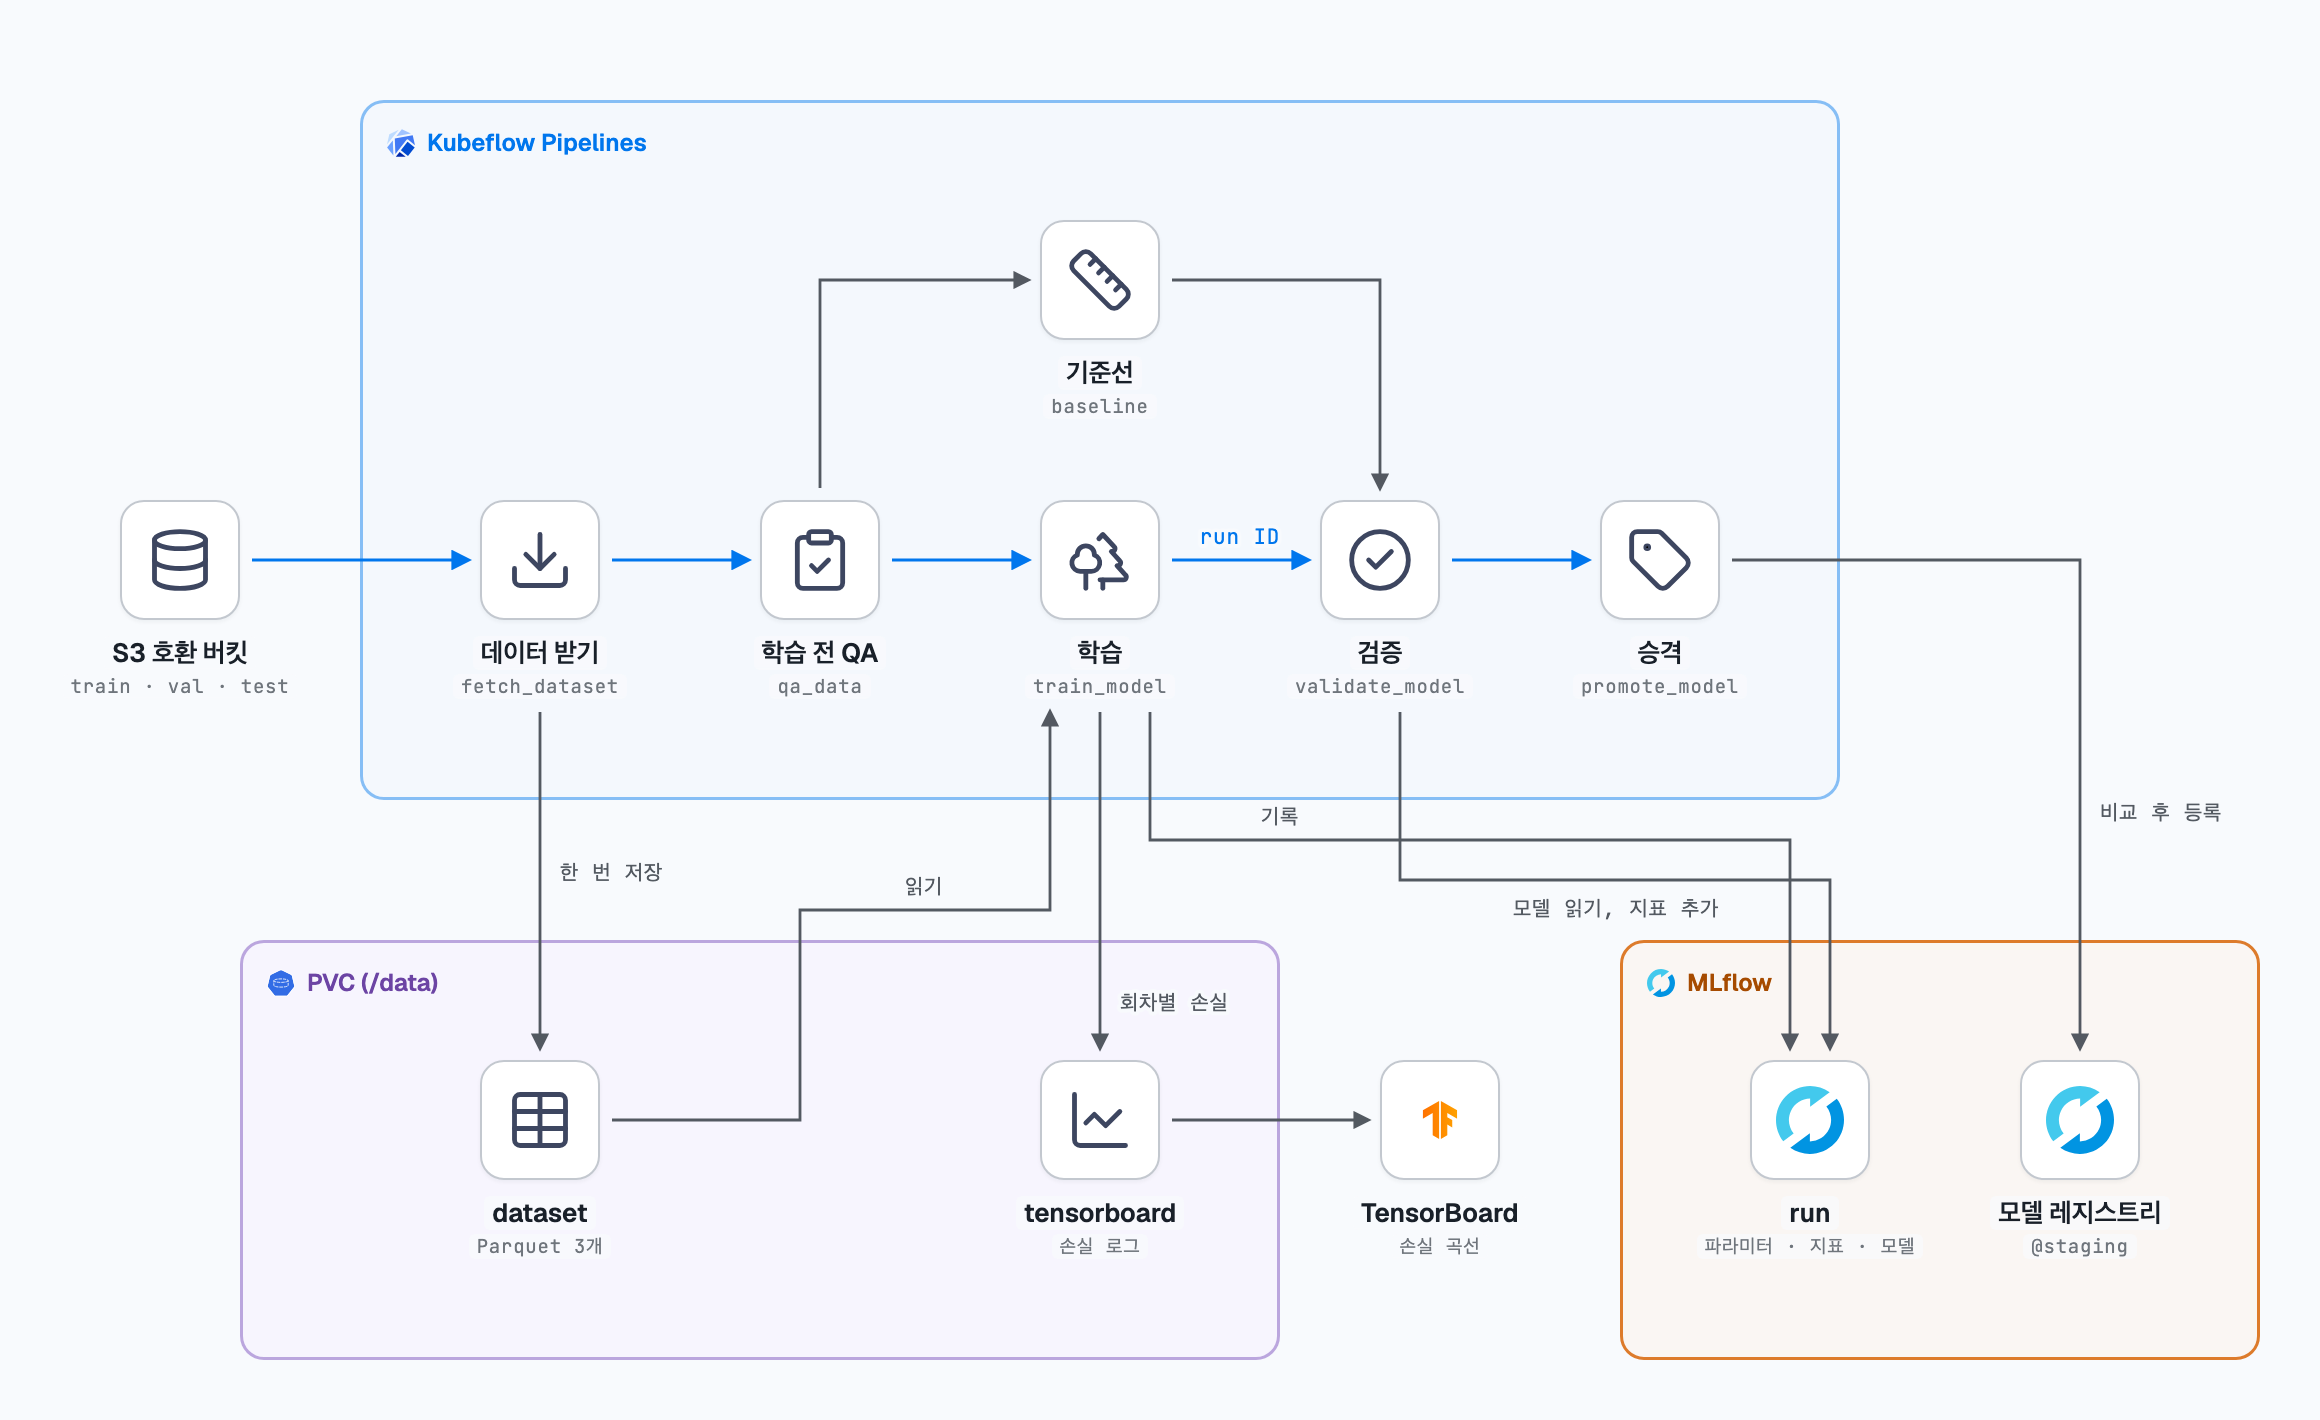 Kubeflow Pipelines
기준선
baseline
run ID
S3 호환 버킷
train · val · test
데이터 받기
fetch_dataset
학습 전 QA
qa_data
학습
train_model
검증
validate_model
승격
promote_model
기록
비교 후 등록
한 번 저장
읽기
모델 읽기, 지표 추가
PVC (/data)
MLflow
회차별 손실
dataset
Parquet 3개
tensorboard
손실 로그
TensorBoard
손실 곡선
run
파라미터 · 지표 · 모델
모델 레지스트리
@staging